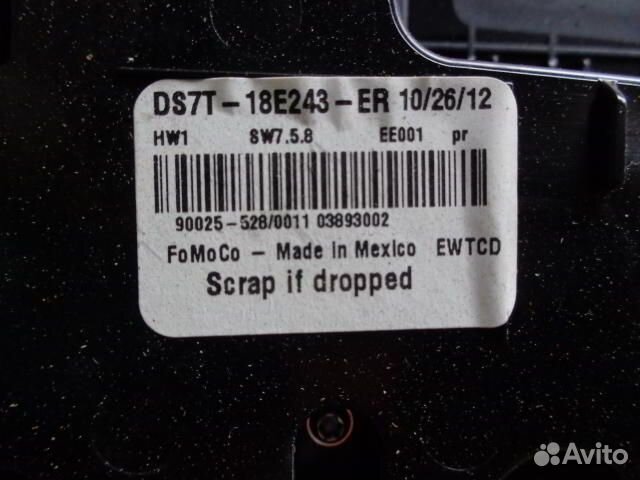 DS7T-18E243-ER 10/26/12
HW1 SW7.5.8 EE001 pr
90025-528/0011 03893002
FoMoCo - Made in Mexico EWTCD
Scrap if dropped
Avito